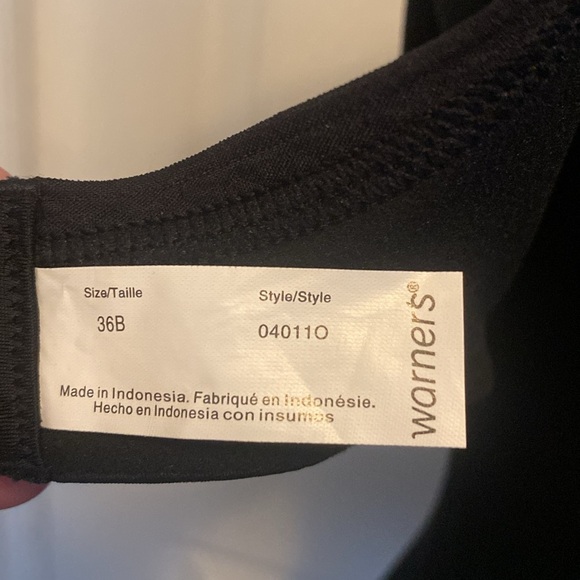 Size/Taille
Style/Style
36B
04011O
Made in Indonesia. Fabriqué en Indonésie.
Hecho en Indonesia con insumos
warner's®